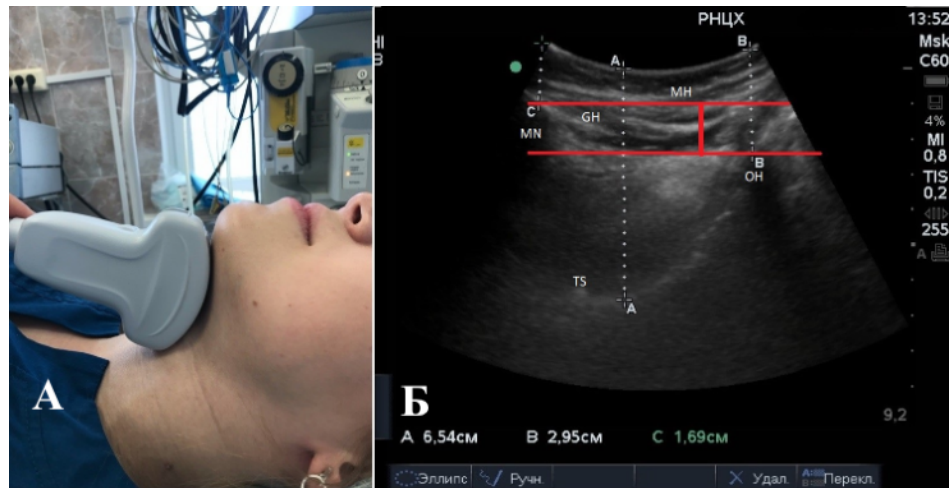 РНЦХ
13:52
Msk
C60
4%
MI
0,8
TIS
0,2
255
A
9,2
HI
B
A
B
MH
C
GH
MN
B
OH
TS
A
А
Б
A 6,54см B 2,95см C 1,69см
Эллипс Ручн. Удал. Перекл.